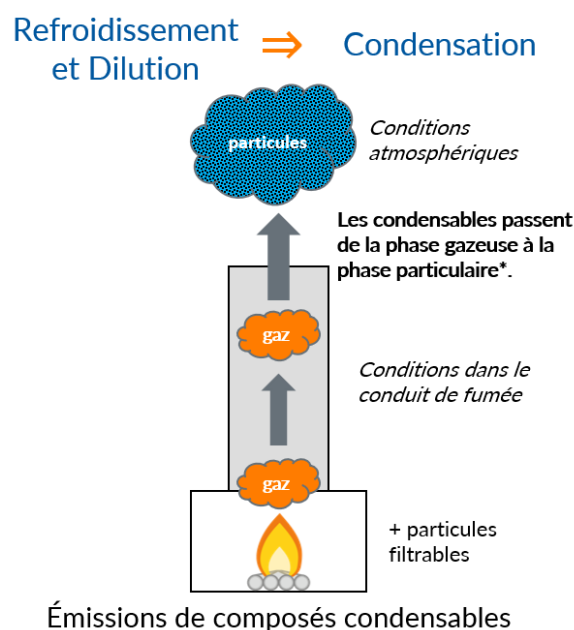 Refroidissement
et Dilution
⇒
Condensation
particules
Conditions
atmosphériques
Les condensables passent
de la phase gazeuse à la
phase particulaire*.
gaz
Conditions dans le
conduit de fumée
gaz
+ particules
filtrables
Émissions de composés condensables